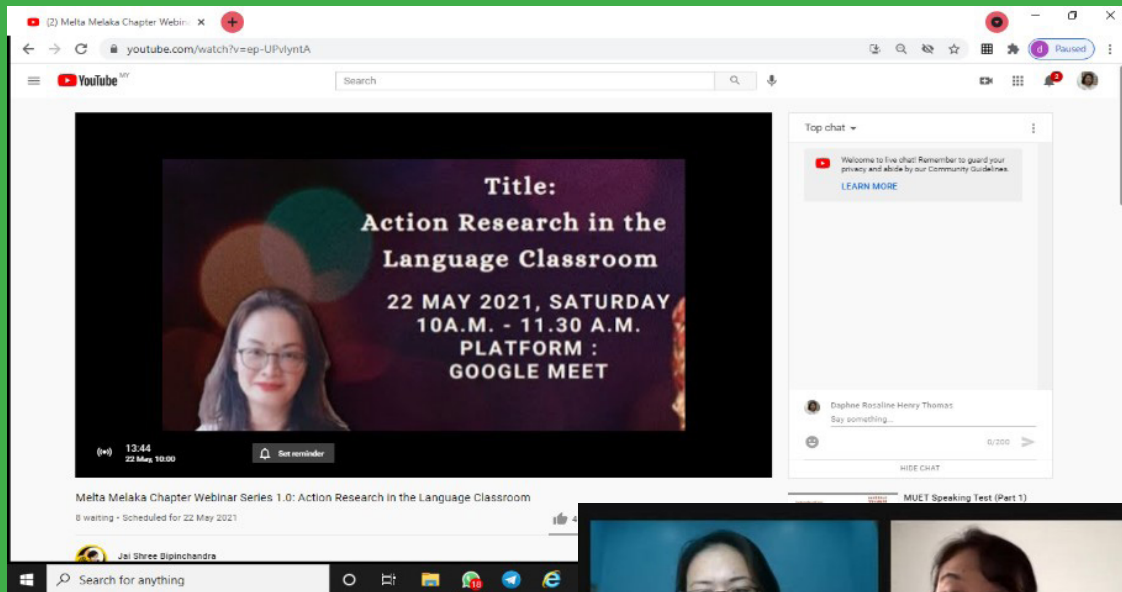 (2) Melta Melaka Chapter Webin
youtube.com/watch?v=ep-UPvlyntA
d Paused
YouTube MY
Search
2
Title:
Action Research in the
Language Classroom
22 MAY 2021, SATURDAY
10A.M. - 11.30 A.M.
PLATFORM :
GOOGLE MEET
13:44
22 May, 10:00
Set reminder
Top chat
Welcome to live chat! Remember to guard your
privacy and abide by our Community Guidelines.
LEARN MORE
Daphne Rosaline Henry Thomas
Say something...
0/200
HIDE CHAT
Melta Melaka Chapter Webinar Series 1.0: Action Research in the Language Classroom
8 waiting • Scheduled for 22 May 2021
4
MUET Speaking Test (Part 1)
Jai Shree Bipinchandra
Search for anything
18